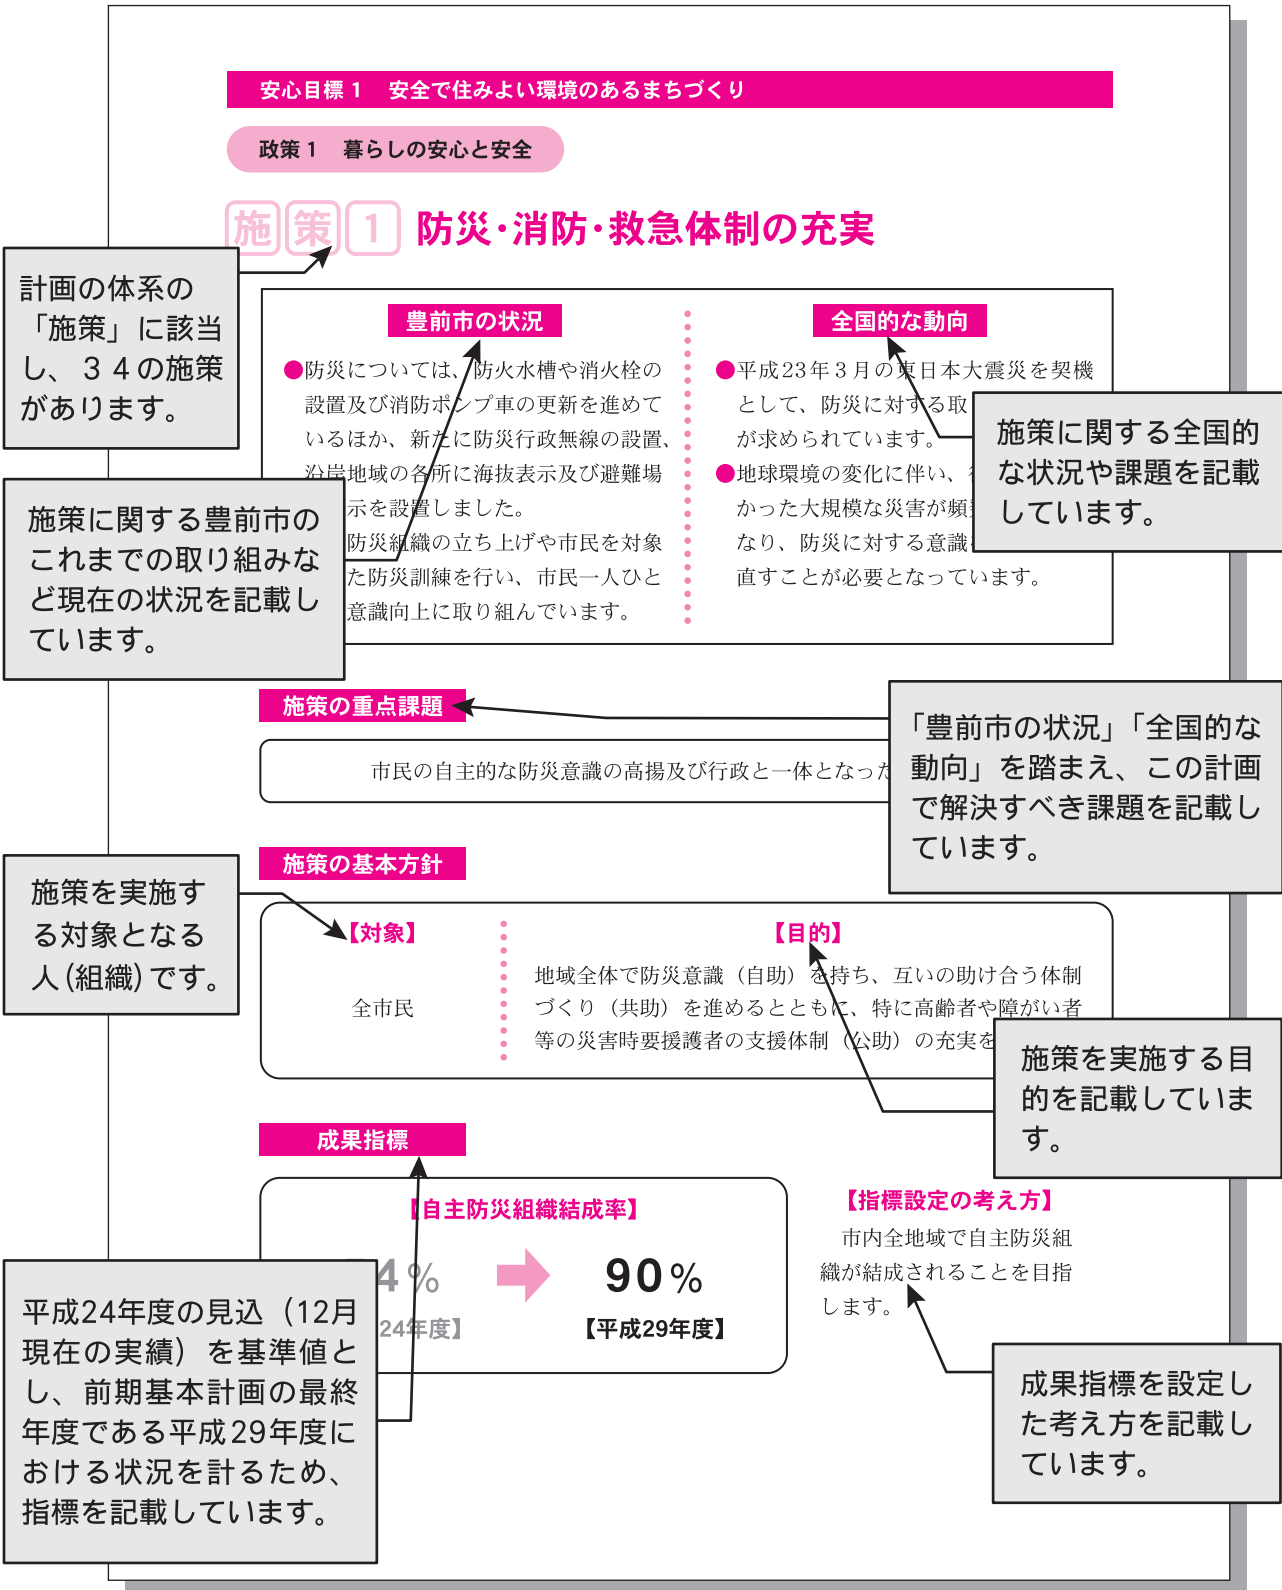 安心目標1　安全で住みよい環境のあるまちづくり
政策1　暮らしの安心と安全
施策1 防災・消防・救急体制の充実
計画の体系の
「施策」に該当
し、３４の施策
があります。
豊前市の状況
●防災については、防火水槽や消火栓の
設置及び消防ポンプ車の更新を進めて
いるほか、新たに防災行政無線の設置、
沿岸地域の各所に海抜表示及び避難場
示を設置しました。
防災組織の立ち上げや市民を対象
た防災訓練を行い、市民一人ひと
意識向上に取り組んでいます。
施策に関する豊前市の
これまでの取り組みな
ど現在の状況を記載し
ています。
全国的な動向
●平成23年３月の東日本大震災を契機
として、防災に対する取
が求められています。
●地球環境の変化に伴い、
かった大規模な災害が頻
なり、防災に対する意識
直すことが必要となっています。
施策に関する全国的
な状況や課題を記載
しています。
施策の重点課題
市民の自主的な防災意識の高揚及び行政と一体となった
「豊前市の状況」「全国的な
動向」を踏まえ、この計画
で解決すべき課題を記載し
ています。
施策の基本方針
施策を実施す
る対象となる
人（組織）です。
【対象】
全市民
【目的】
地域全体で防災意識（自助）を持ち、互いの助け合う体制
づくり（共助）を進めるとともに、特に高齢者や障がい者
等の災害時要援護者の支援体制（公助）の充実を
施策を実施する目
的を記載していま
す。
成果指標
【自主防災組織結成率】
4% 90%
24年度】 【平成29年度】
平成24年度の見込（12月
現在の実績）を基準値と
し、前期基本計画の最終
年度である平成29年度に
おける状況を計るため、
指標を記載しています。
【指標設定の考え方】
市内全地域で自主防災組
織が結成されることを目指
します。
成果指標を設定し
た考え方を記載し
ています。